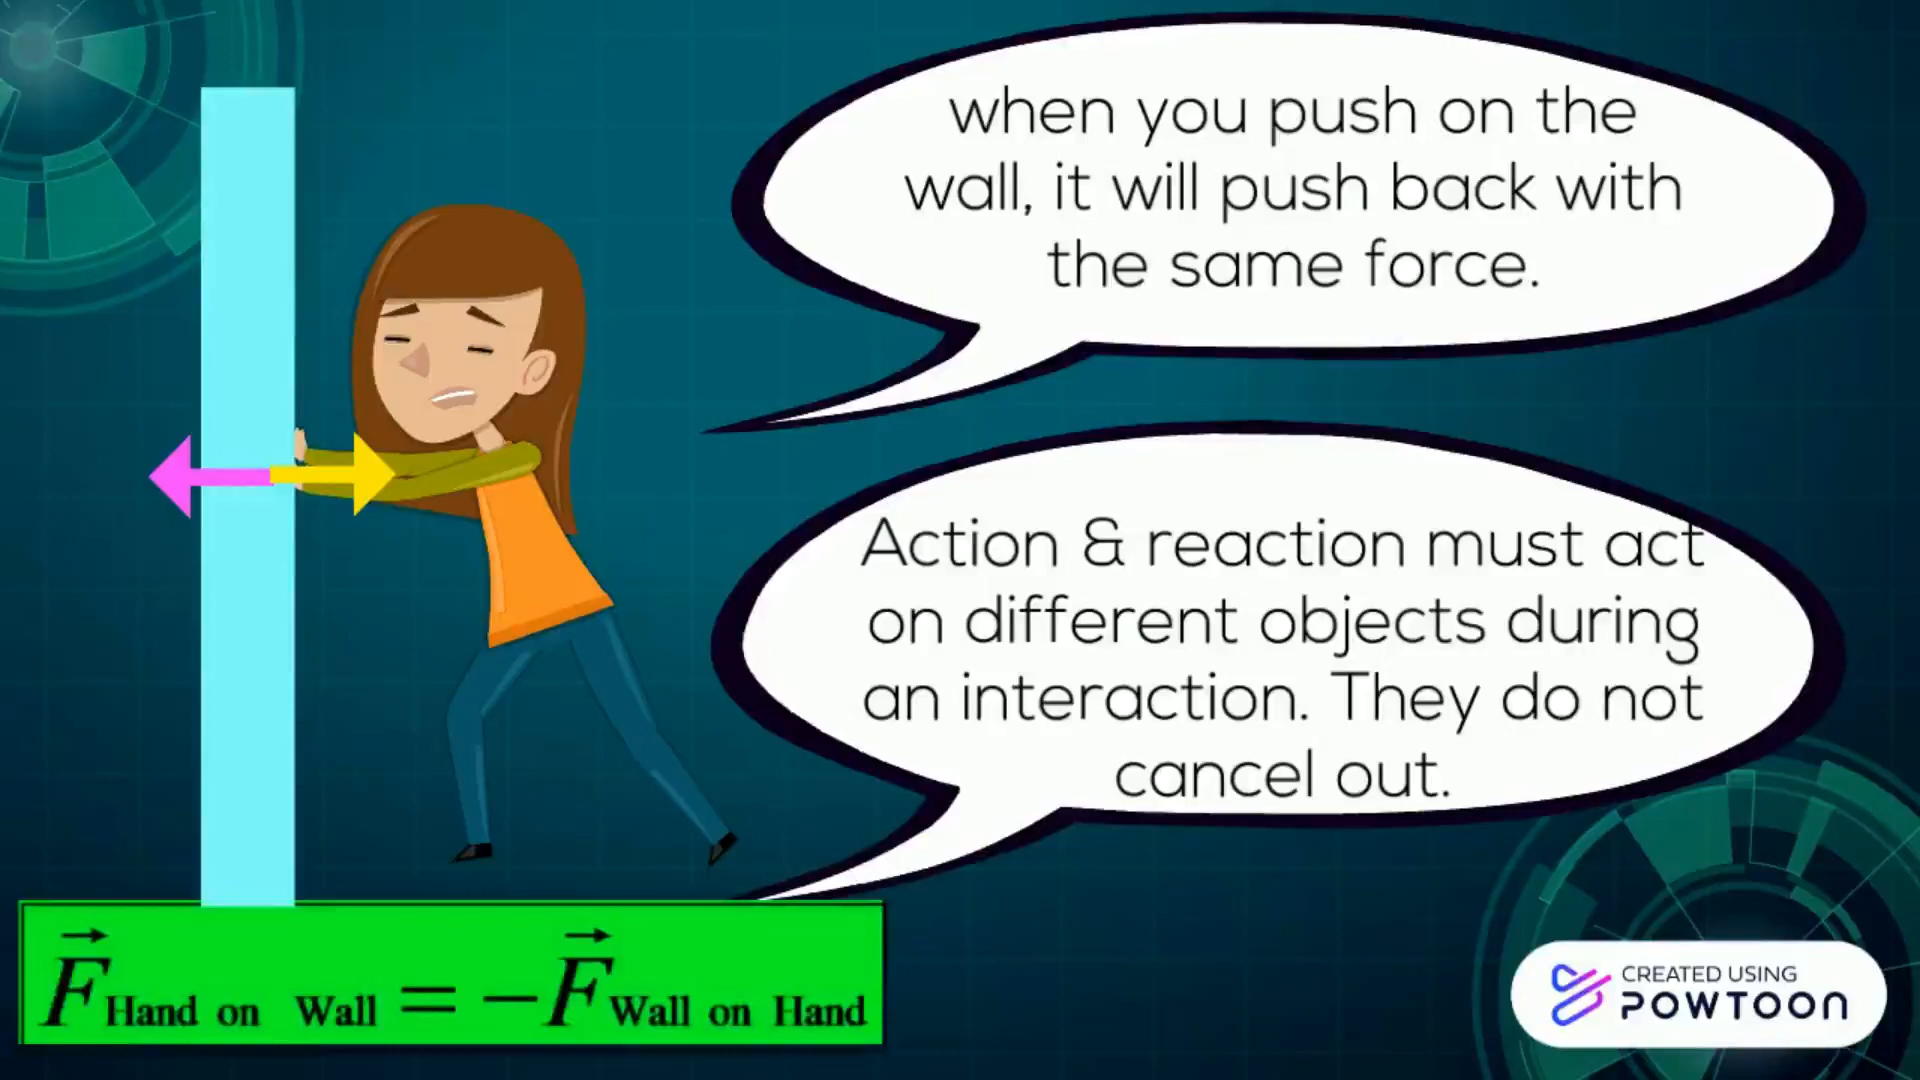 when you push on the
wall, it will push back with
the same force.
Action & reaction must act
on different objects during
an interaction. They do not
cancel out.
F Hand on Wall = −F Wall on Hand
CREATED USING
POWTOON